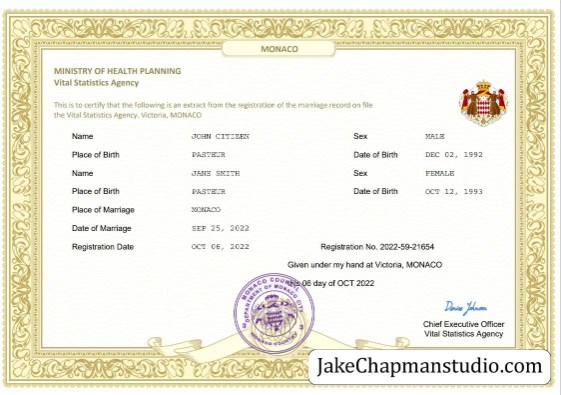 MONACO
MINISTRY OF HEALTH PLANNING
Vital Statistics Agency
This is to certify that the following is an extract from the registration of the marriage record on file
the Vital Statistics Agency. Victoria, MONACO
Name JOHN CITIZEN Sex MALE
Place of Birth PASTEUR Date of Birth DEC 02, 1992
Name JANE SMITH Sex FEMALE
Place of Birth PASTEUR Date of Birth OCT 12, 1993
Place of Marriage MONACO
Date of Marriage SEP 25, 2022
Registration Date OCT 06, 2022 Registration No. 2022-59-21654
Given under my hand at Victoria, MONACO
this 06 day of OCT 2022
MONACO COUNCIL
DEPARTMENT OF MONACO CITY
MONACO COUNTRY
Denise Johnson
Chief Executive Officer
Vital Statistics Agency
JakeChapmanstudio.com